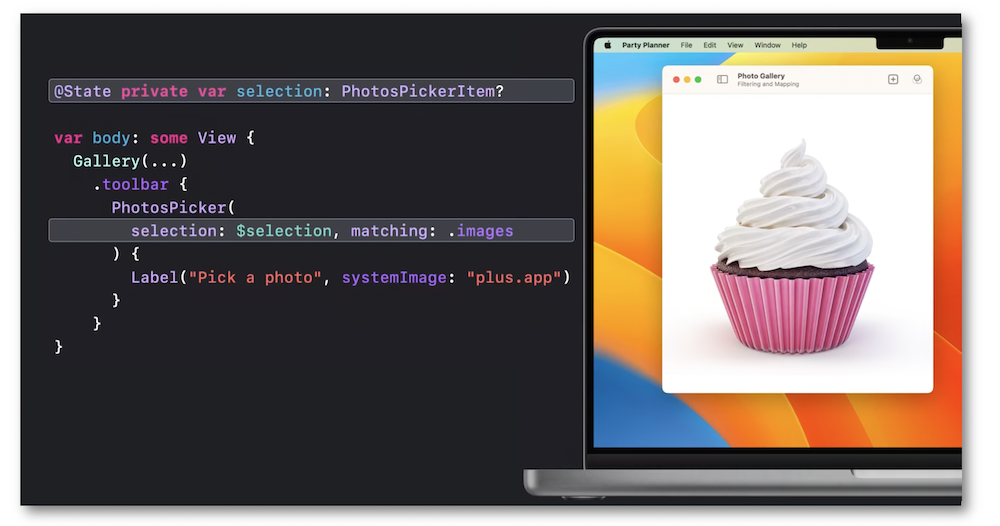 @State private var selection: PhotosPickerItem?
var body: some View {
Gallery(...)
.toolbar {
PhotosPicker(
selection: $selection, matching: .images
) {
Label("Pick a photo", systemImage: "plus.app")
}
}
}
Party Planner File Edit View Window Help
Photo Gallery
Filtering and Mapping